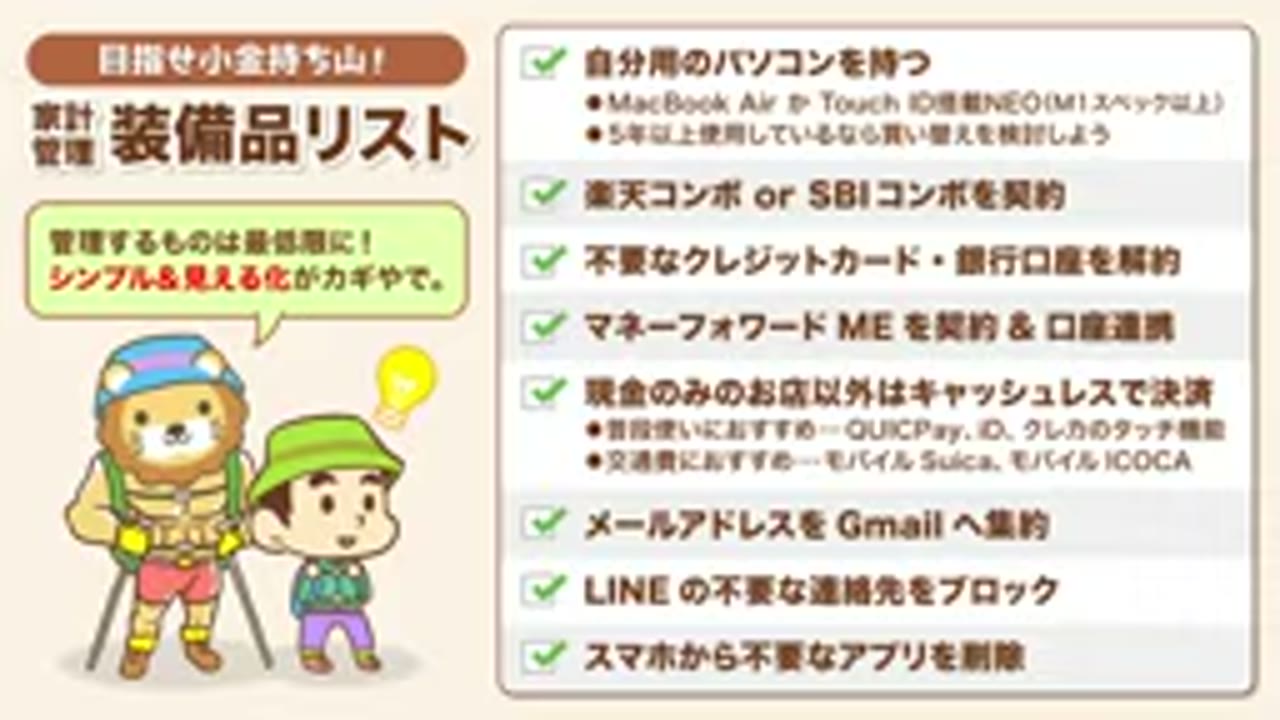 目指せ小金持ち山！
家計
管理
装備品リスト
管理するものは最低限に！
シンプル&見える化がカギやで。
自分用のパソコンを持つ
●MacBook Air か Touch ID搭載NEO（M1スペック以上）
●5年以上使用しているなら買い替えを検討しよう
楽天コンボ or SBIコンボを契約
不要なクレジットカード・銀行口座を解約
マネーフォワード ME を契約 & 口座連携
現金のみのお店以外はキャッシュレスで決済
●普段使いにおすすめ…QUICPay、iD、クレカのタッチ機能
●交通費におすすめ…モバイル Suica、モバイル ICOCA
メールアドレスを Gmail へ集約
LINE の不要な連絡先をブロック
スマホから不要なアプリを削除